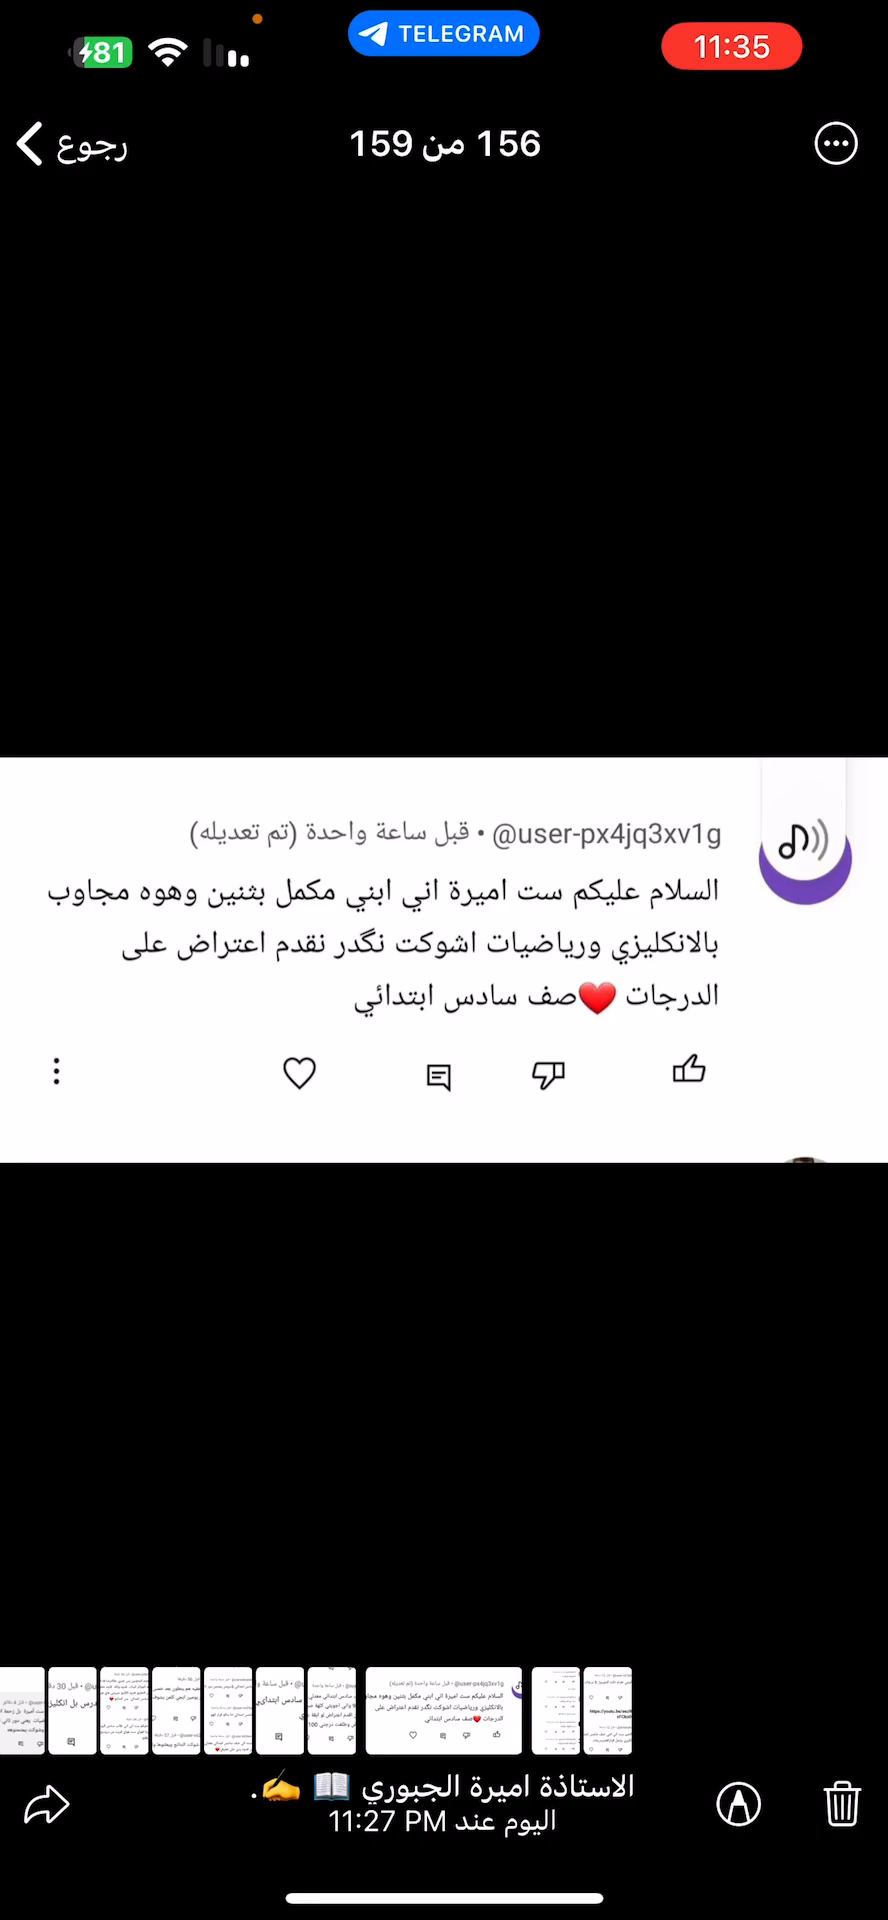 81
TELEGRAM
11:35
رجوع
156 من 159
@user-px4jq3xv1g • قبل ساعة واحدة (تم تعديله)
السلام عليكم ست اميرة اني ابني مكمل بثنين وهوه مجاوب
بالانكليزي ورياضيات اشوكت نگدر نقدم اعتراض على
الدرجات ❤️صف سادس ابتدائي
الاستاذة اميرة الجبوري 📖 ✍️.
اليوم عند 11:27 PM